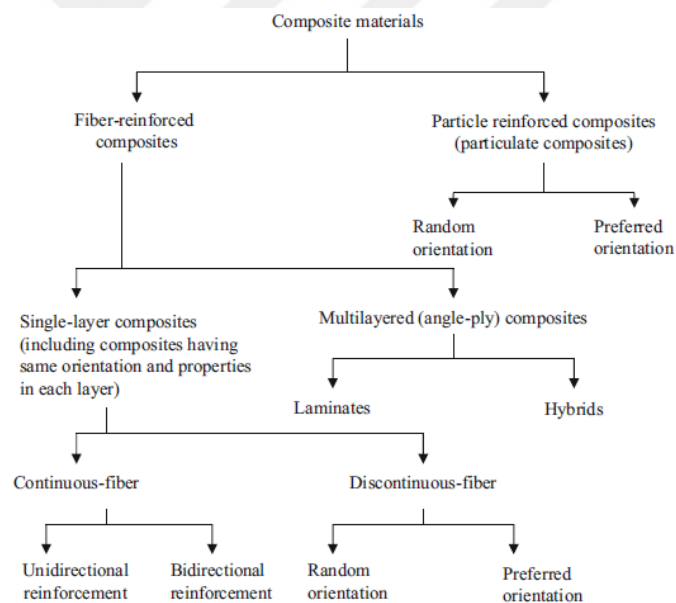 Composite materials
Fiber-reinforced
composites
Particle reinforced composites
(particulate composites)
Random
orientation
Preferred
orientation
Single-layer composites
(including composites having
same orientation and properties
in each layer)
Multilayered (angle-ply) composites
Laminates
Hybrids
Continuous-fiber
Discontinuous-fiber
Unidirectional
reinforcement
Bidirectional
reinforcement
Random
orientation
Preferred
orientation